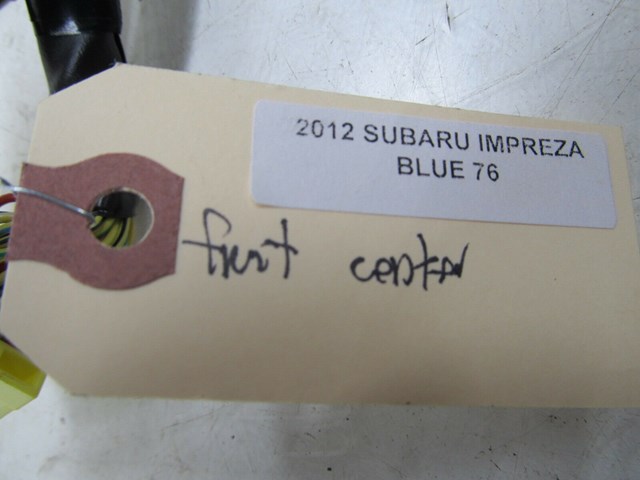 2012 SUBARU IMPREZA
BLUE 76
front center